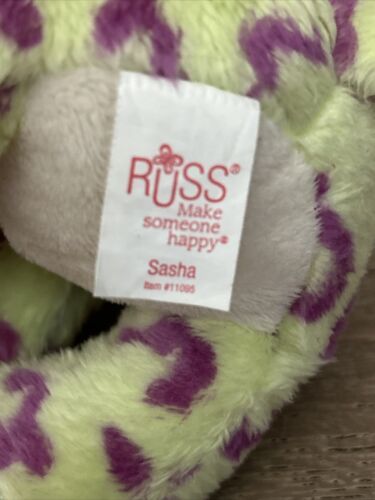 RUSS®
Make
someone
happy®
Sasha
Item #11095